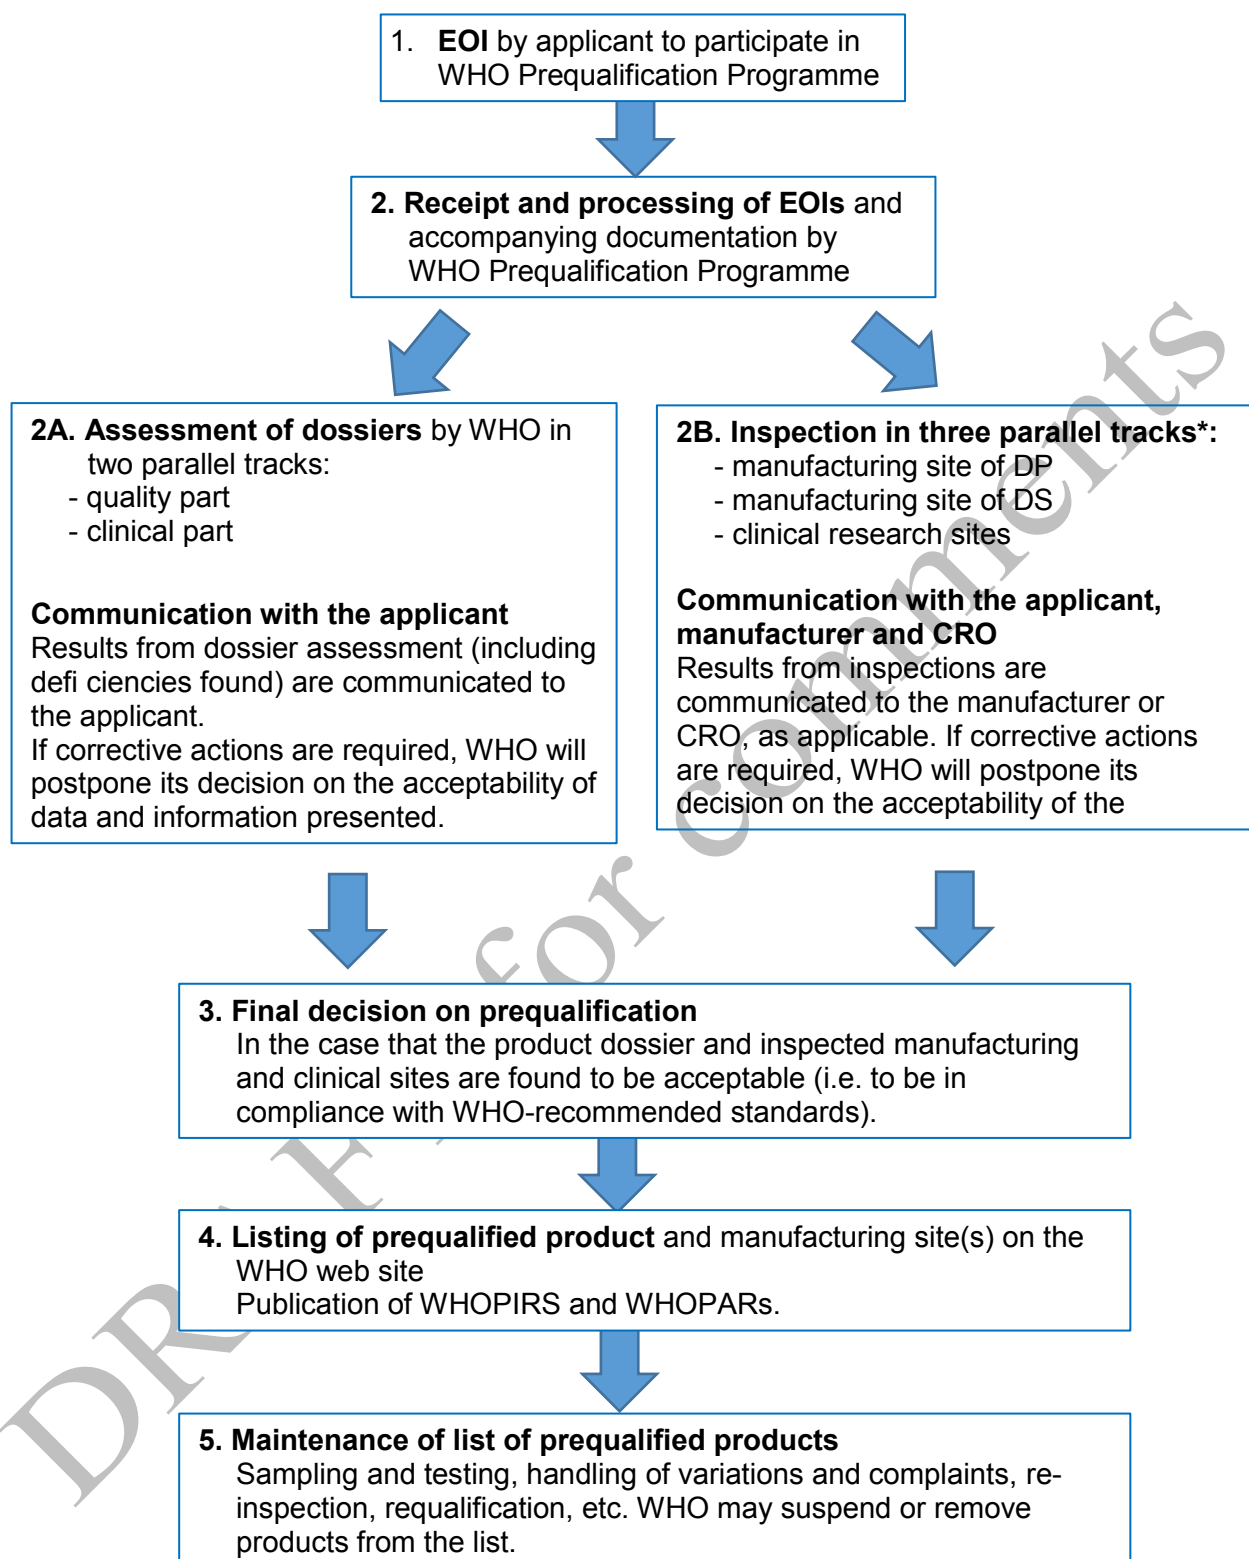 1. EOI by applicant to participate in
WHO Prequalification Programme
2. Receipt and processing of EOIs and
accompanying documentation by
WHO Prequalification Programme
2A. Assessment of dossiers by WHO in
two parallel tracks:
- quality part
- clinical part
Communication with the applicant
Results from dossier assessment (including
defi ciencies found) are communicated to
the applicant.
If corrective actions are required, WHO will
postpone its decision on the acceptability of
data and information presented.
2B. Inspection in three parallel tracks*:
- manufacturing site of DP
- manufacturing site of DS
- clinical research sites
Communication with the applicant,
manufacturer and CRO
Results from inspections are
communicated to the manufacturer or
CRO, as applicable. If corrective actions
are required, WHO will postpone its
decision on the acceptability of the
3. Final decision on prequalification
In the case that the product dossier and inspected manufacturing
and clinical sites are found to be acceptable (i.e. to be in
compliance with WHO-recommended standards).
4. Listing of prequalified product and manufacturing site(s) on the
WHO web site
Publication of WHOPIRS and WHOPARs.
5. Maintenance of list of prequalified products
Sampling and testing, handling of variations and complaints, re-
inspection, requalification, etc. WHO may suspend or remove
products from the list.
DRAFT for comments